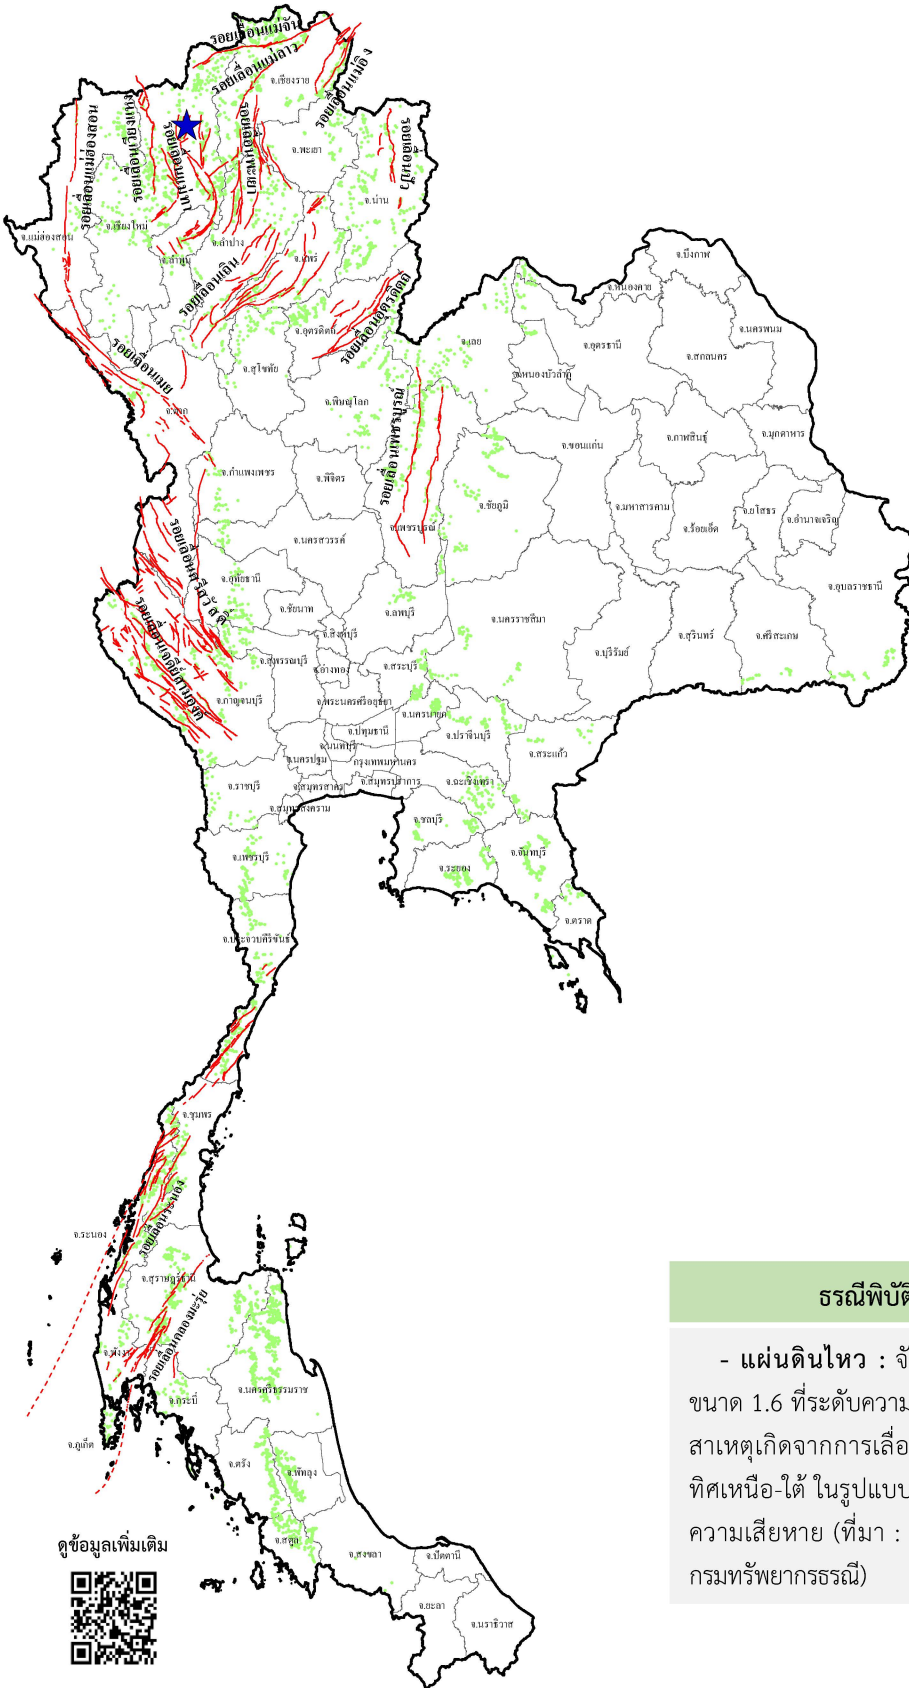 รอยเลื่อนแม่จัน
รอยเลื่อนแม่ลาว
จ.เชียงราย
รอยเลื่อนแม่อิง
รอยเลื่อนแม่ฮ่องสอน
รอยเลื่อนแม่ทา
รอยเลื่อนพะเยา
จ.พะเยา
รอยเลื่อนปัว
จ.น่าน
จ.แม่ฮ่องสอน
จ.เชียงใหม่
จ.ลำปาง
จ.ลำพูน
จ.แพร่
รอยเลื่อนเถิน
รอยเลื่อนอุตรดิตถ์
จ.อุตรดิตถ์
จ.บึงกาฬ
จ.หนองคาย
จ.นครพนม
จ.เลย
จ.อุดรธานี
จ.สกลนคร
รอยเลื่อนเมย
จ.สุโขทัย
จ.หนองบัวลำภู
จ.ตาก
จ.พิษณุโลก
รอยเลื่อนเพชรบูรณ์
จ.ขอนแก่น
จ.กาฬสินธุ์
จ.มุกดาหาร
จ.กำแพงเพชร
จ.พิจิตร
จ.ชัยภูมิ
จ.มหาสารคาม
จ.ยโสธร
จ.เพชรบูรณ์
จ.ร้อยเอ็ด
จ.อำนาจเจริญ
รอยเลื่อนศรีสวัสดิ์
จ.นครสวรรค์
จ.อุทัยธานี
จ.อุบลราชธานี
จ.ชัยนาท
จ.ลพบุรี
จ.นครราชสีมา
รอยเลื่อนเจดีย์สามองค์
จ.สิงห์บุรี
จ.สุรินทร์
จ.ศรีสะเกษ
จ.บุรีรัมย์
จ.สุพรรณบุรี
จ.อ่างทอง
จ.สระบุรี
จ.กาญจนบุรี
จ.พระนครศรีอยุธยา
จ.นครนายก
จ.ปทุมธานี
จ.ปราจีนบุรี
จ.นนทบุรี
จ.สระแก้ว
จ.นครปฐม
กรุงเทพมหานคร
จ.ราชบุรี
จ.สมุทรสาคร
จ.สมุทรปราการ
จ.ฉะเชิงเทรา
จ.สมุทรสงคราม
จ.ชลบุรี
จ.เพชรบุรี
จ.ระยอง
จ.จันทบุรี
จ.ตราด
จ.ประจวบคีรีขันธ์
จ.ชุมพร
รอยเลื่อนระนอง
จ.ระนอง
จ.สุราษฎร์ธานี
รอยเลื่อนคลองมะรุ่ย
จ.พังงา
จ.นครศรีธรรมราช
จ.กระบี่
จ.ภูเก็ต
จ.ตรัง
จ.พัทลุง
จ.สตูล
จ.สงขลา
จ.ปัตตานี
จ.ยะลา
จ.นราธิวาส
ดูข้อมูลเพิ่มเติม
ธรณีพิบัติ
- แผ่นดินไหว : จั
ขนาด 1.6 ที่ระดับความ
สาเหตุเกิดจากการเลื่อ
ทิศเหนือ-ใต้ ในรูปแบบ
ความเสียหาย (ที่มา :
กรมทรัพยากรธรณี)